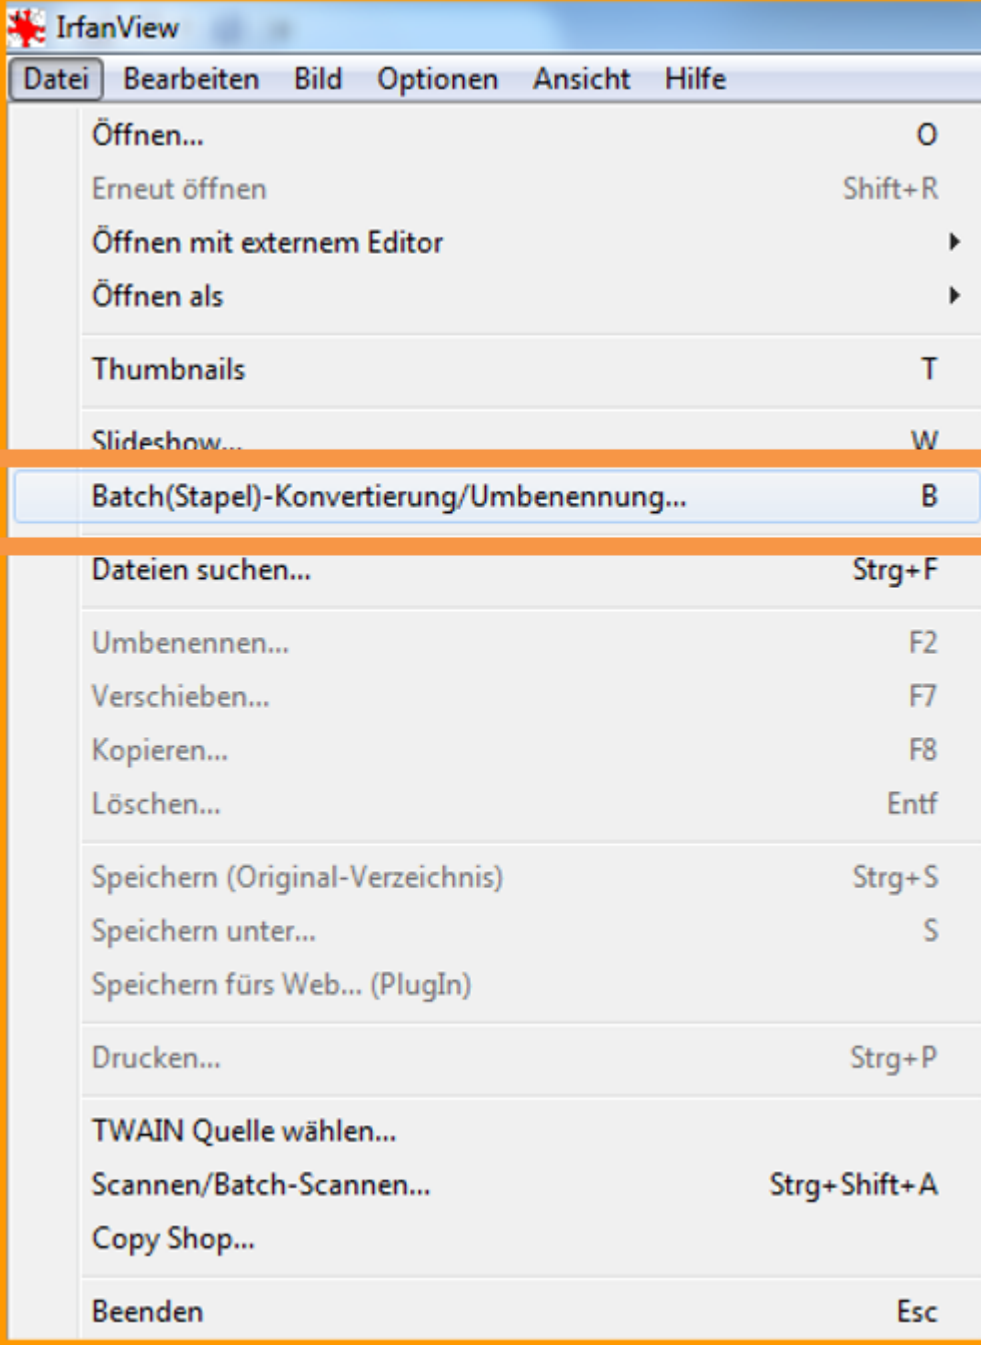 IrfanView
Datei Bearbeiten Bild Optionen Ansicht Hilfe
Öffnen... O
Erneut öffnen Shift+R
Öffnen mit externem Editor
Öffnen als
Thumbnails T
Slideshow... W
Batch(Stapel)-Konvertierung/Umbenennung... B
Dateien suchen... Strg+F
Umbenennen... F2
Verschieben... F7
Kopieren... F8
Löschen... Entf
Speichern (Original-Verzeichnis) Strg+S
Speichern unter... S
Speichern fürs Web... (PlugIn)
Drucken... Strg+P
TWAIN Quelle wählen...
Scannen/Batch-Scannen... Strg+Shift+A
Copy Shop...
Beenden Esc